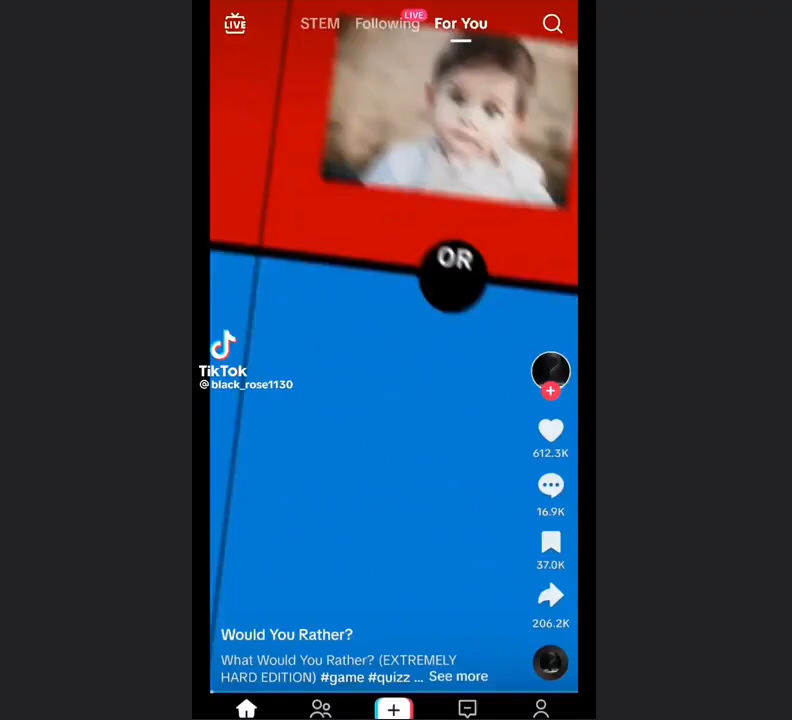 LIVE
STEM
Following
LIVE
For You
OR
TikTok
@black_rose1130
612.3K
16.9K
37.0K
206.2K
Would You Rather?
What Would You Rather? (EXTREMELY
HARD EDITION) #game #quizz ... See more